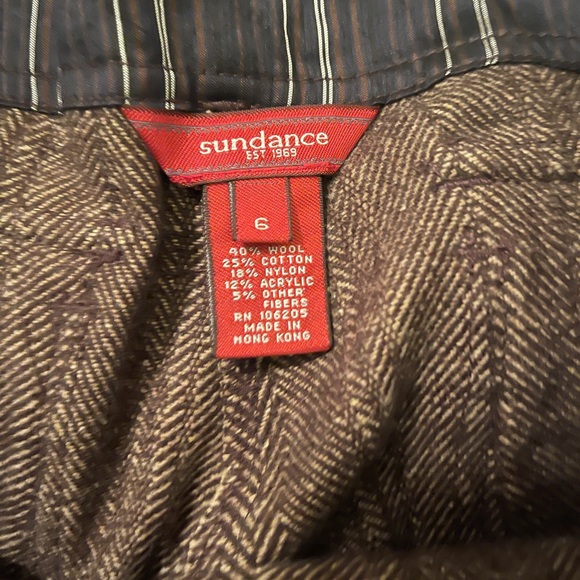 sundance
EST 1969
6
40% WOOL
25% COTTON
18% NYLON
12% ACRYLIC
5% OTHER
FIBERS
RN 106205
MADE IN
HONG KONG